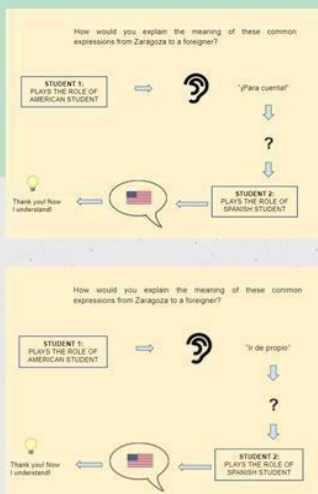 How would you explain the meaning of these common
expressions from Zaragoza to a foreigner?
STUDENT 1:
PLAYS THE ROLE OF
AMERICAN STUDENT
"¡Para cuenta!"
?
STUDENT 2:
PLAYS THE ROLE OF
SPANISH STUDENT
Thank you! Now
I understand!
How would you explain the meaning of these common
expressions from Zaragoza to a foreigner?
STUDENT 1:
PLAYS THE ROLE OF
AMERICAN STUDENT
"Ir de propio"
?
STUDENT 2:
PLAYS THE ROLE OF
SPANISH STUDENT
Thank you! Now
I understand!